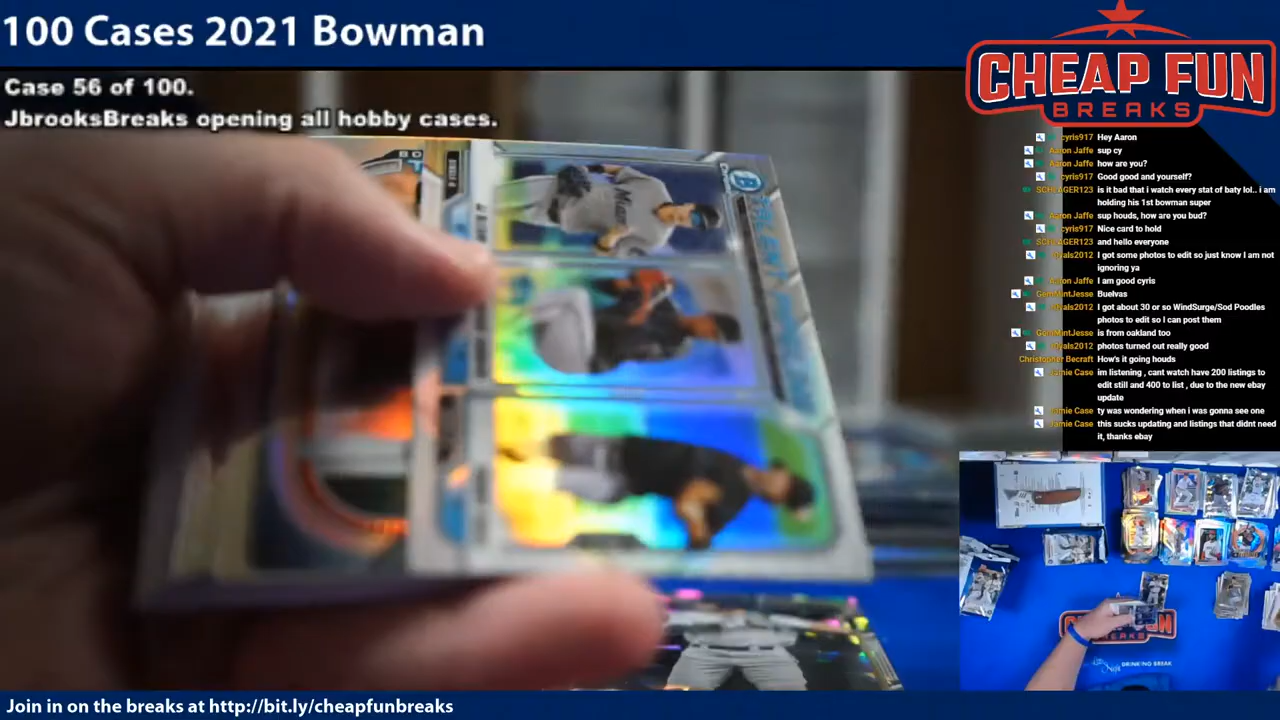 100 Cases 2021 Bowman
Case 56 of 100.
JbrooksBreaks opening all hobby cases.
CHEAP FUN
BREAKS
cyris917 Hey Aaron
Aaron Jaffe sup cy
Aaron Jaffe how are you?
cyris917 Good good and yourself?
SCHLAGER123 is it bad that i watch every stat of baty lol.. i am
holding his 1st bowman super
Aaron Jaffe sup houds, how are you bud?
cyris917 Nice card to hold
SCHLAGER123 and hello everyone
I got some photos to edit so just know I am not
ignoring ya
Aaron Jaffe I am good cyris
GemMintJesse Buelvas
I got about 30 or so WindSurge/Sod Poodles
photos to edit so I can post them
GemMintJesse is from oakland too
photos turned out really good
Christopher Becraft How's it going houds
Jamie Case im listening , cant watch have 200 listings to
edit still and 400 to list , due to the new ebay
update
Jamie Case ty was wondering when i was gonna see one
Jamie Case this sucks updating and listings that didnt need
it, thanks ebay
Miami
CHEAP FUN
BREAKS
DRINKING BREAK
Join in on the breaks at http://bit.ly/cheapfunbreaks